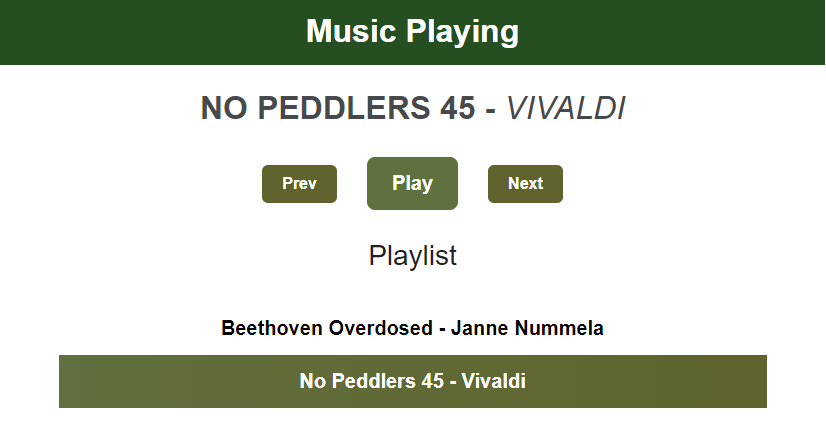 Music Playing
NO PEDDLERS 45 - VIVALDI
Prev Play Next
Playlist
Beethoven Overdosed - Janne Nummela
No Peddlers 45 - Vivaldi